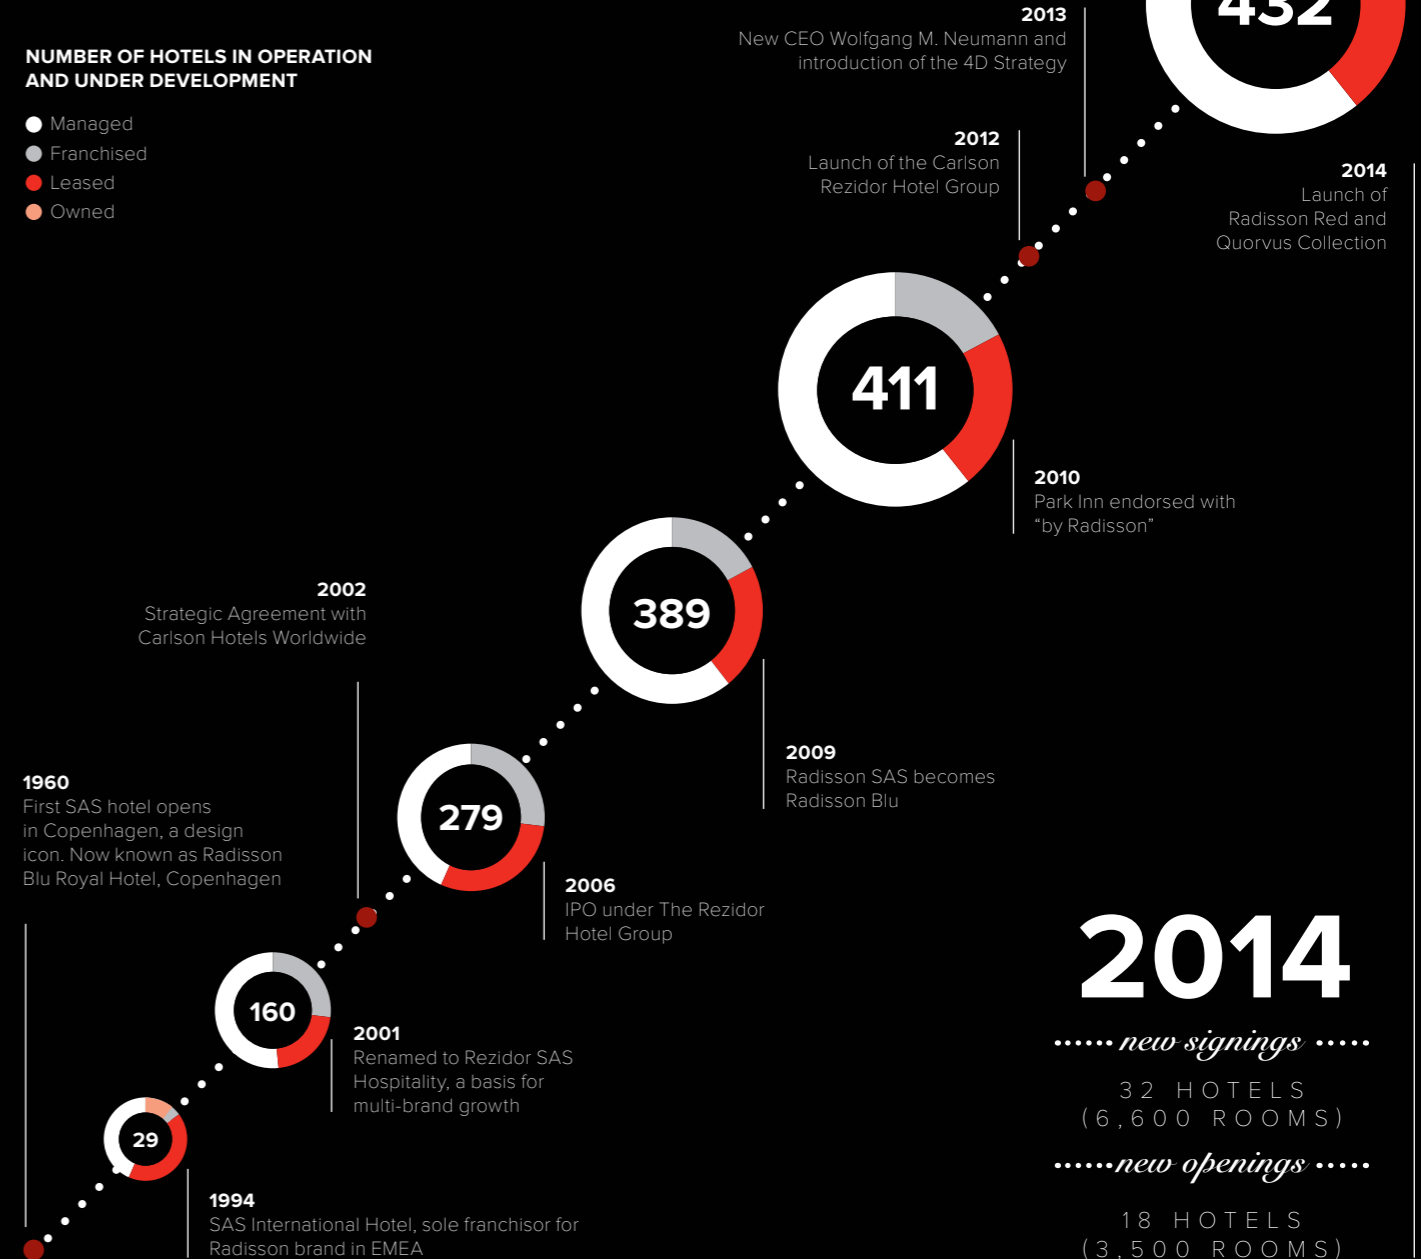 NUMBER OF HOTELS IN OPERATION
AND UNDER DEVELOPMENT
Managed
Franchised
Leased
Owned
432
2013
New CEO Wolfgang M. Neumann and
introduction of the 4D Strategy
2012
Launch of the Carlson
Rezidor Hotel Group
2014
Launch of
Radisson Red and
Quorvus Collection
411
2010
Park Inn endorsed with
“by Radisson”
389
2002
Strategic Agreement with
Carlson Hotels Worldwide
2009
Radisson SAS becomes
Radisson Blu
279
1960
First SAS hotel opens
in Copenhagen, a design
icon. Now known as Radisson
Blu Royal Hotel, Copenhagen
2006
IPO under The Rezidor
Hotel Group
160
2001
Renamed to Rezidor SAS
Hospitality, a basis for
multi-brand growth
29
1994
SAS International Hotel, sole franchisor for
Radisson brand in EMEA
2014
new signings
32 HOTELS
(6,600 ROOMS)
new openings
18 HOTELS
(3,500 ROOMS)